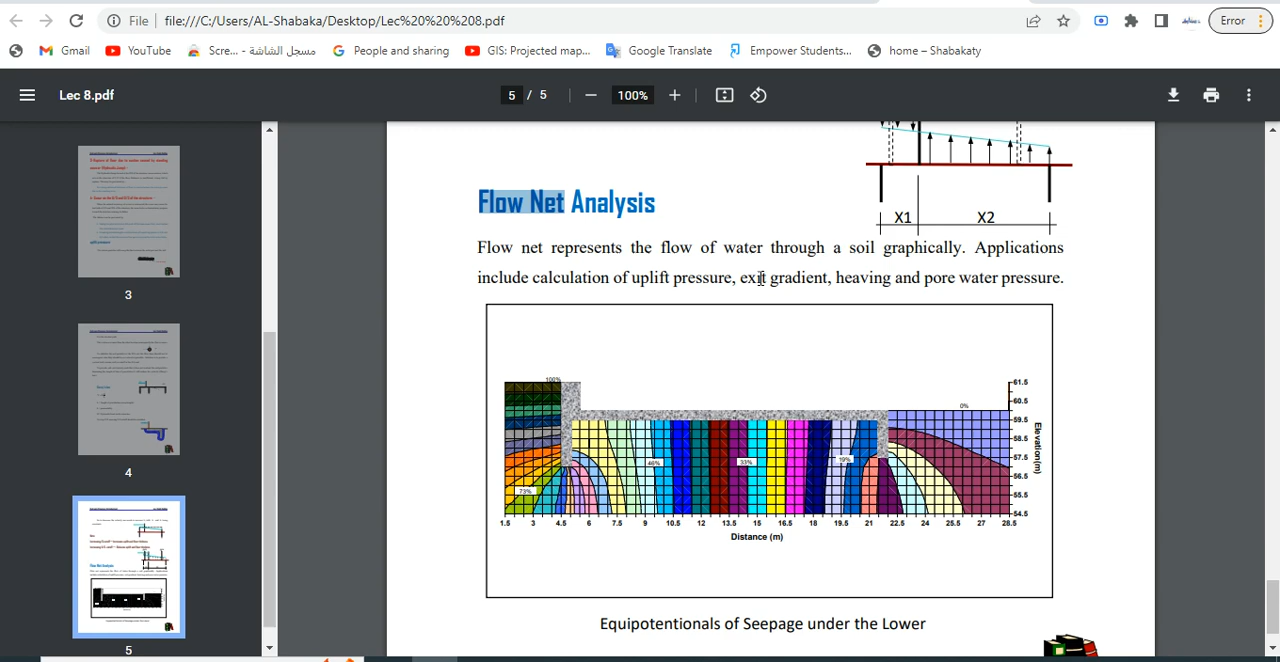 File | file:///C:/Users/AL-Shabaka/Desktop/Lec%20%20%208.pdf
Error
Gmail YouTube Scre... - مسجل الشاشة People and sharing GIS: Projected map... Google Translate Empower Students... home – Shabakaty
Lec 8.pdf
5 / 5
100%
3
4
5
X1 X2
Flow Net Analysis
Flow net represents the flow of water through a soil graphically. Applications
include calculation of uplift pressure, exit gradient, heaving and pore water pressure.
100%
0%
46%
33%
19%
73%
61.5
60.5
59.5
58.5
57.5
56.5
55.5
54.5
Elevation(m)
1.5 3 4.5 6 7.5 9 10.5 12 13.5 15 16.5 18 19.5 21 22.5 24 25.5 27 28.5
Distance (m)
Equipotentionals of Seepage under the Lower